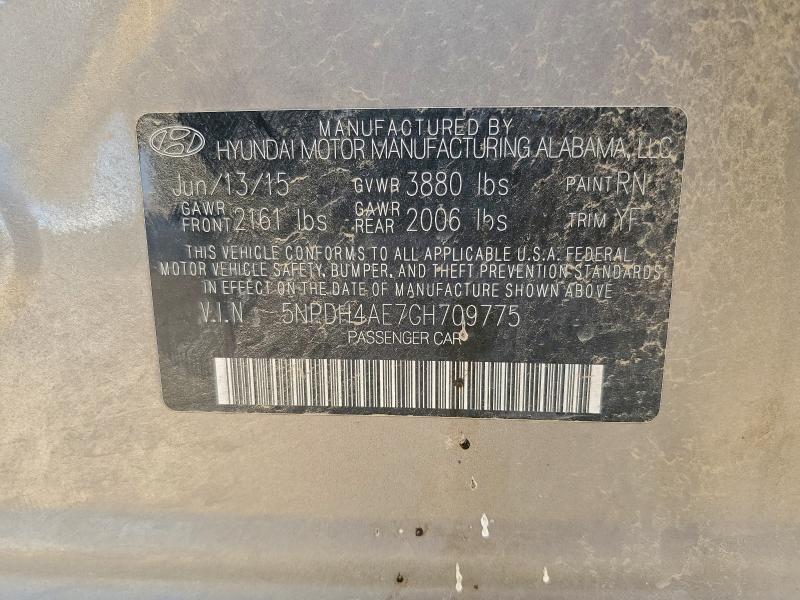 MANUFACTURED BY
HYUNDAI MOTOR MANUFACTURING ALABAMA, LLC
Jun/13/15 GVWR 3880 lbs PAINT RN
GAWR FRONT 2161 lbs GAWR REAR 2006 lbs TRIM YF
THIS VEHICLE CONFORMS TO ALL APPLICABLE U.S.A. FEDERAL
MOTOR VEHICLE SAFETY, BUMPER, AND THEFT PREVENTION STANDARDS
IN EFFECT ON THE DATE OF MANUFACTURE SHOWN ABOVE
V.I.N 5NPDH4AE7GH709775
PASSENGER CAR